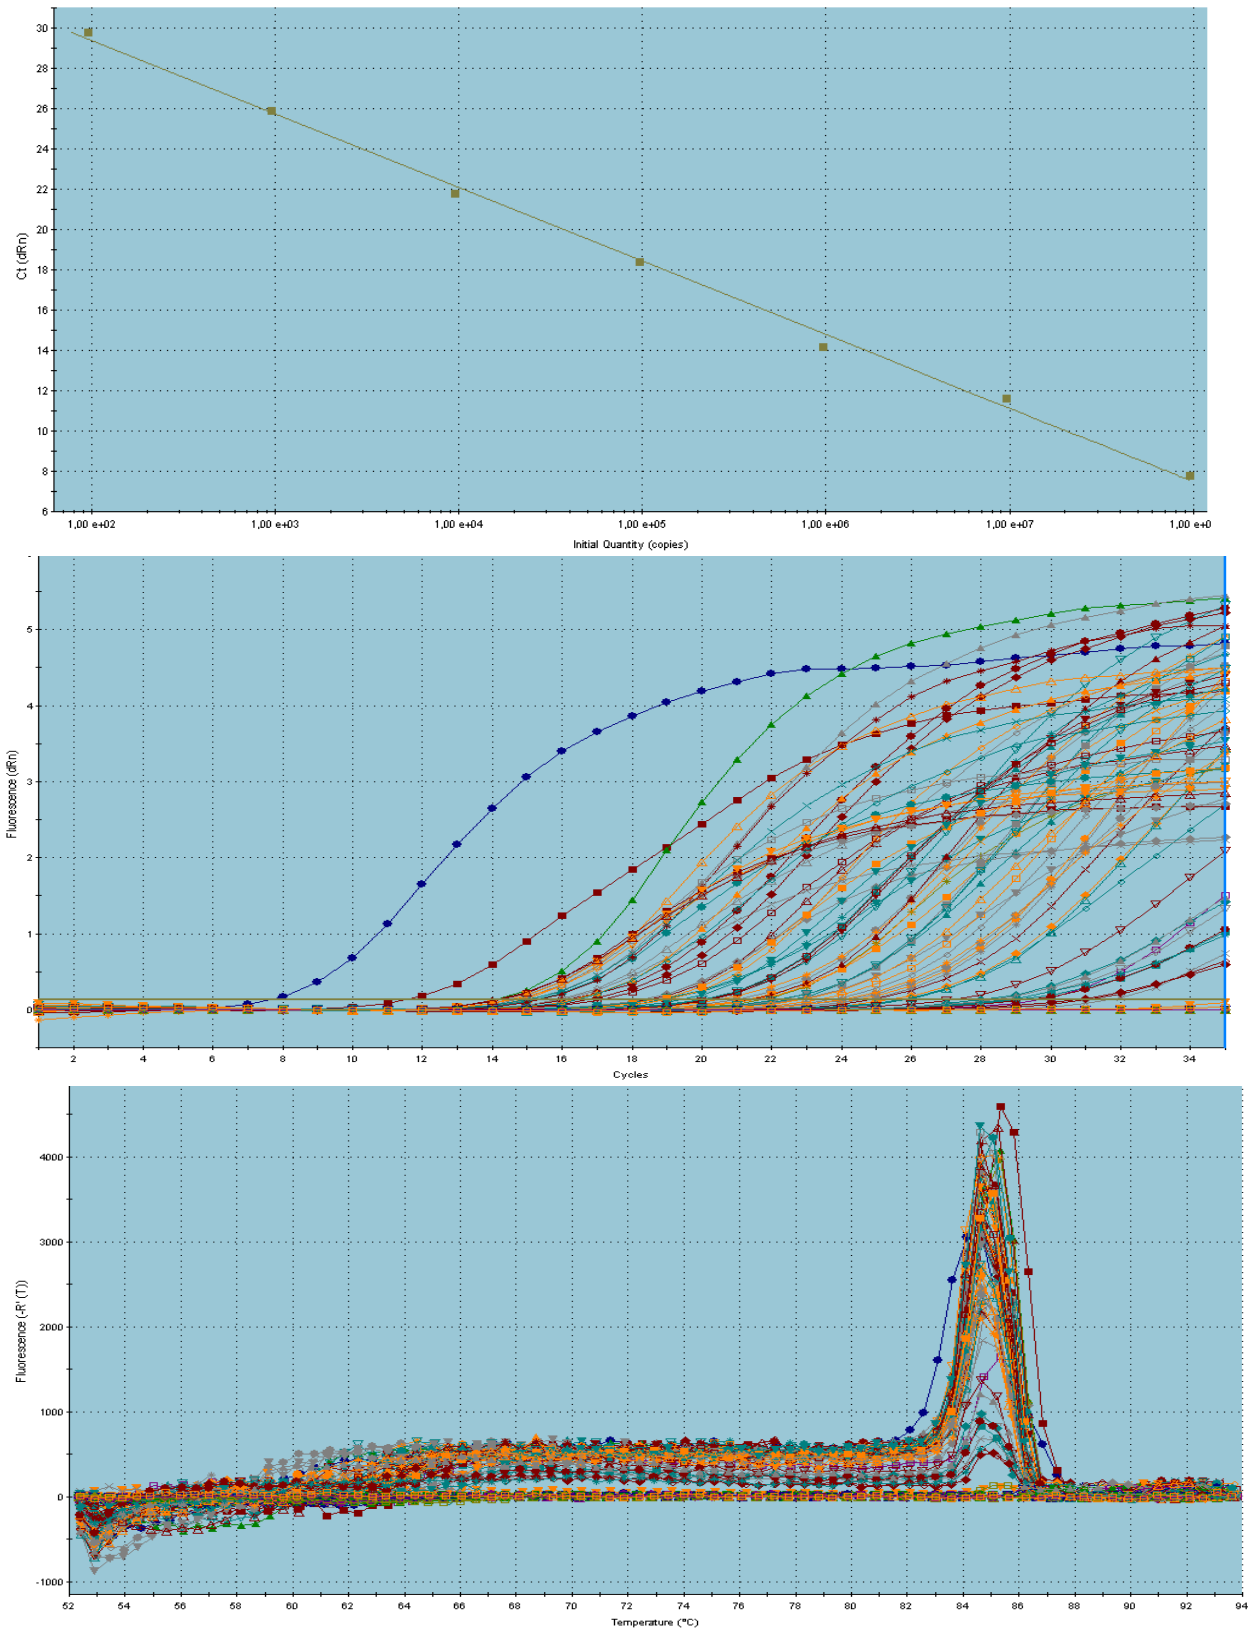 30
28
26
24
22
20
18
16
14
12
10
8
6
Ct (dRn)
1,00 e+02
1,00 e+03
1,00 e+04
1,00 e+05
1,00 e+06
1,00 e+07
1,00 e+0
Initial Quantity (copies)
5
4
3
2
1
0
Fluorescence (dRn)
2 4 6 8 10 12 14 16 18 20 22 24 26 28 30 32 34
Cycles
4000
3000
2000
1000
0
-1000
Fluorescence (-R' (T))
52 54 56 58 60 62 64 66 68 70 72 74 76 78 80 82 84 86 88 90 92 94
Temperature (°C)